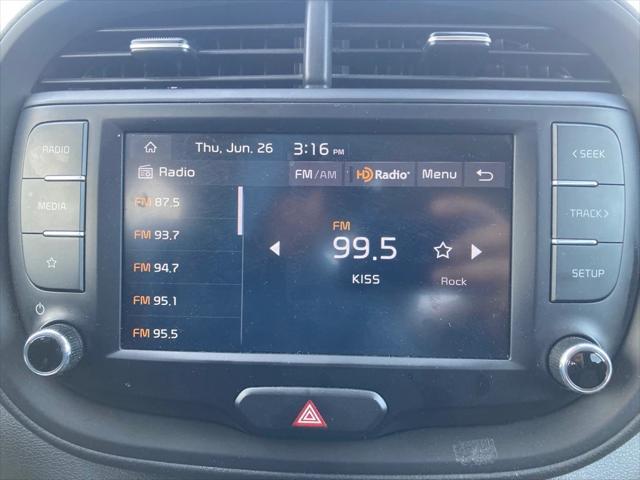 Thu, Jun. 26 3:16 PM
Radio FM/AM HD Radio Menu
FM 87.5
FM 93.7
FM 94.7
FM 95.1
FM 95.5
FM
99.5
KISS
Rock
RADIO
MEDIA
< SEEK
TRACK >
SETUP